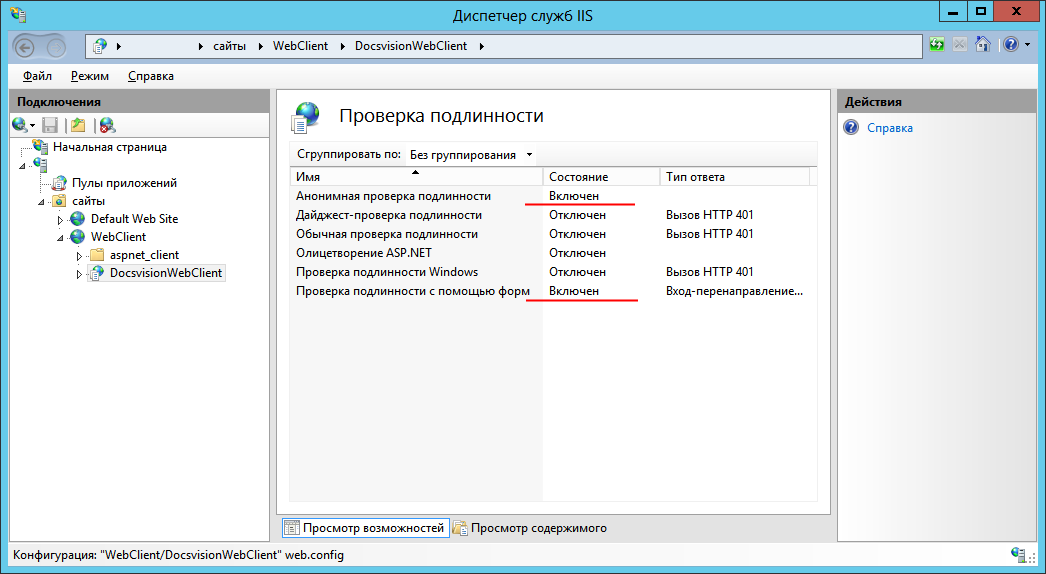 Диспетчер служб IIS
сайты WebClient DocsvisionWebClient
Файл Режим Справка
Подключения
Начальная страница
Пулы приложений
сайты
Default Web Site
WebClient
aspnet_client
DocsvisionWebClient
Проверка подлинности
Сгруппировать по: Без группирования
Имя Состояние Тип ответа
Анонимная проверка подлинности Включен
Дайджест-проверка подлинности Отключен Вызов HTTP 401
Обычная проверка подлинности Отключен Вызов HTTP 401
Олицетворение ASP.NET Отключен
Проверка подлинности Windows Отключен Вызов HTTP 401
Проверка подлинности с помощью форм Включен Вход-перенаправление...
Просмотр возможностей Просмотр содержимого
Действия
Справка
Конфигурация: "WebClient/DocsvisionWebClient" web.config